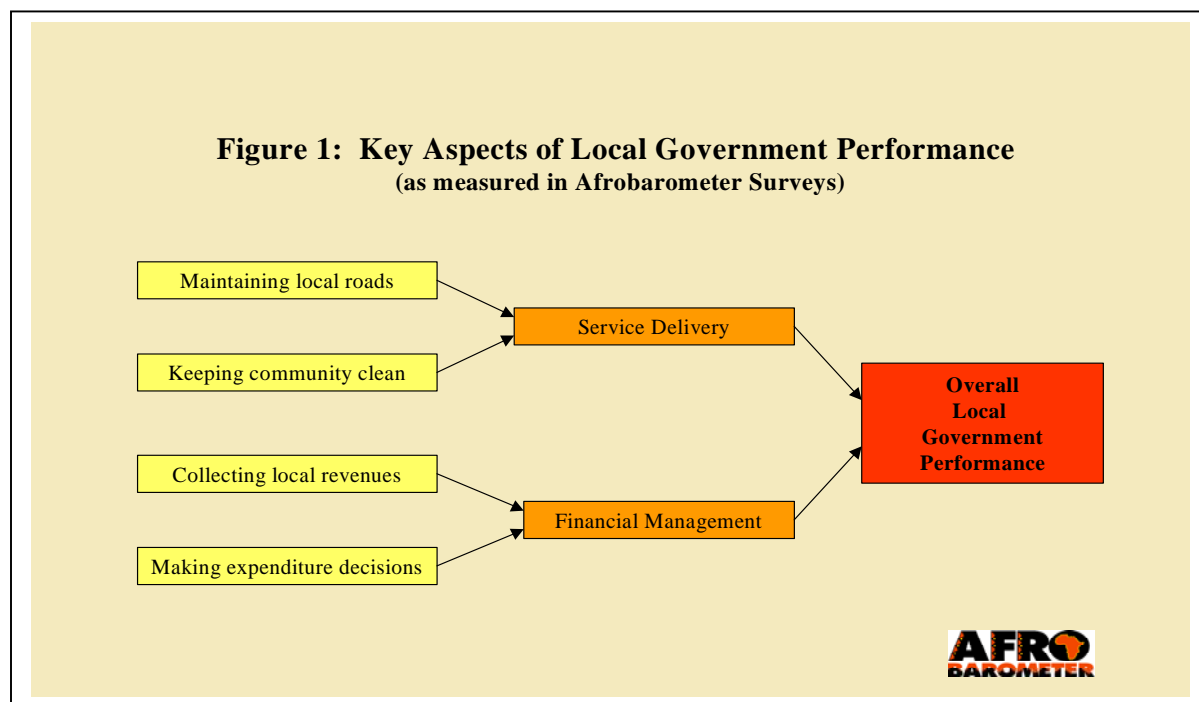 Figure 1: Key Aspects of Local Government Performance
(as measured in Afrobarometer Surveys)
Maintaining local roads
Keeping community clean
Service Delivery
Collecting local revenues
Making expenditure decisions
Financial Management
Overall
Local
Government
Performance
AFRO
BAROMETER